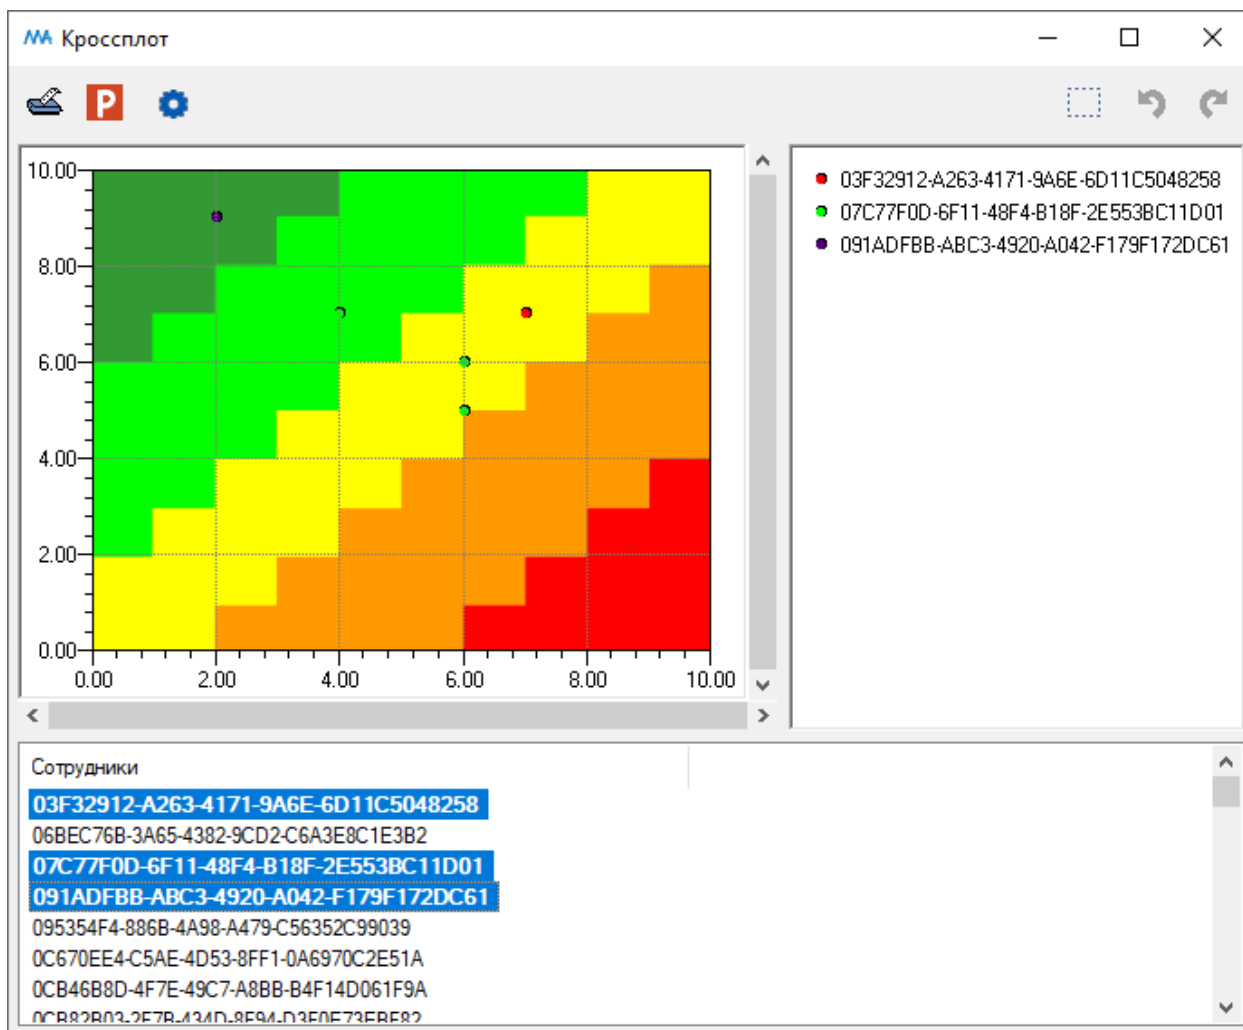 Кроссплот
P
10.00
8.00
6.00
4.00
2.00
0.00
0.00 2.00 4.00 6.00 8.00 10.00
03F32912-A263-4171-9A6E-6D11C5048258
07C77F0D-6F11-48F4-B18F-2E553BC11D01
091ADFBB-ABC3-4920-A042-F179F172DC61
Сотрудники
03F32912-A263-4171-9A6E-6D11C5048258
06BEC76B-3A65-4382-9CD2-C6A3E8C1E3B2
07C77F0D-6F11-48F4-B18F-2E553BC11D01
091ADFBB-ABC3-4920-A042-F179F172DC61
095354F4-886B-4A98-A479-C56352C99039
0C670EE4-C5AE-4D53-8FF1-0A6970C2E51A
0CB46B8D-4F7E-49C7-A8BB-B4F14D061F9A